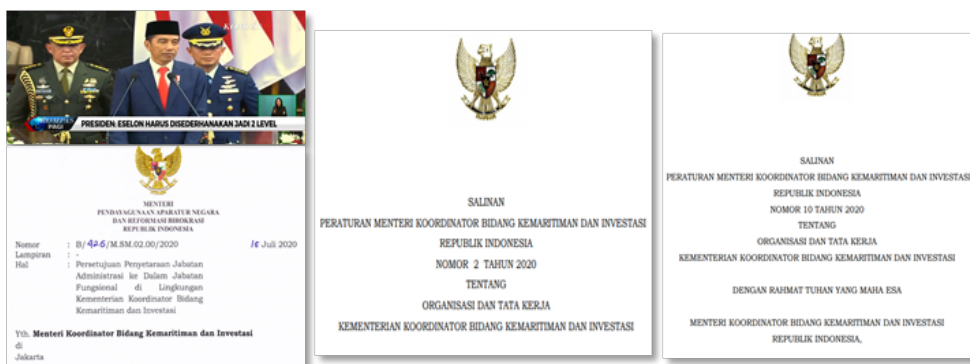 KOMPAS
PAGI
PRESIDEN: ESELON HARUS DISEDERHANAKAN JADI 2 LEVEL
MENTERI
PENDAYAGUNAAN APARATUR NEGARA
DAN REFORMASI BIROKRASI
REPUBLIK INDONESIA
Nomor : B/426/M.SM.02.00/2020 16 Juli 2020
Lampiran : -
Hal : Persetujuan Penyetaraan Jabatan
Administrasi ke Dalam Jabatan
Fungsional di Lingkungan
Kementerian Koordinator Bidang
Kemaritiman dan Investasi
Yth. Menteri Koordinator Bidang Kemaritiman dan Investasi
di
Jakarta
SALINAN
PERATURAN MENTERI KOORDINATOR BIDANG KEMARITIMAN DAN INVESTASI
REPUBLIK INDONESIA
NOMOR 2 TAHUN 2020
TENTANG
ORGANISASI DAN TATA KERJA
KEMENTERIAN KOORDINATOR BIDANG KEMARITIMAN DAN INVESTASI
SALINAN
PERATURAN MENTERI KOORDINATOR BIDANG KEMARITIMAN DAN INVESTASI
REPUBLIK INDONESIA
NOMOR 10 TAHUN 2020
TENTANG
ORGANISASI DAN TATA KERJA
KEMENTERIAN KOORDINATOR BIDANG KEMARITIMAN DAN INVESTASI
DENGAN RAHMAT TUHAN YANG MAHA ESA
MENTERI KOORDINATOR BIDANG KEMARITIMAN DAN INVESTASI
REPUBLIK INDONESIA,